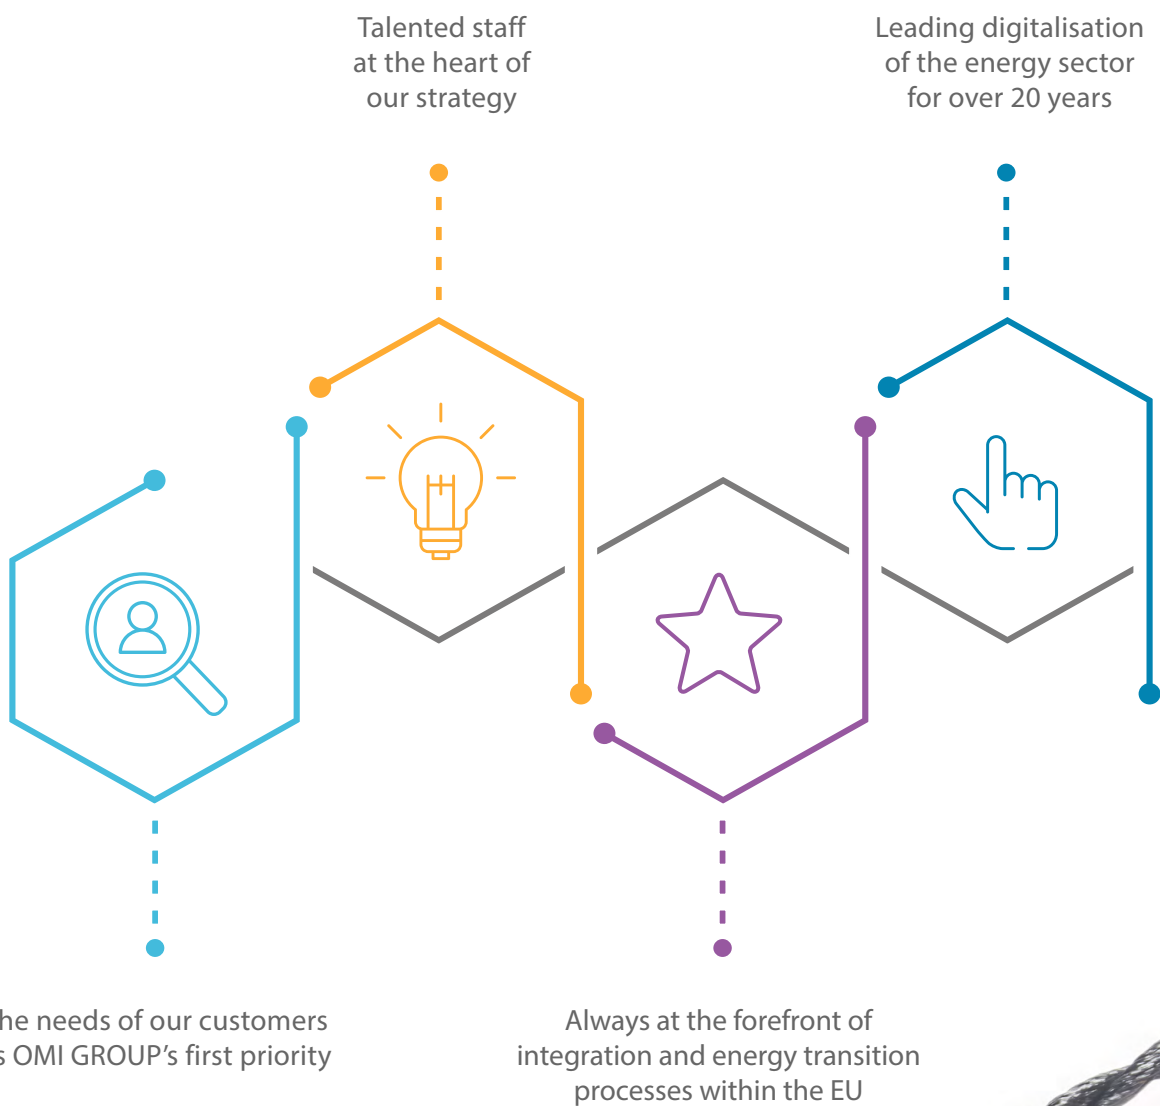 Talented staff
at the heart of
our strategy
Leading digitalisation
of the energy sector
for over 20 years
he needs of our customers
s OMI GROUP's first priority
Always at the forefront of
integration and energy transition
processes within the EU